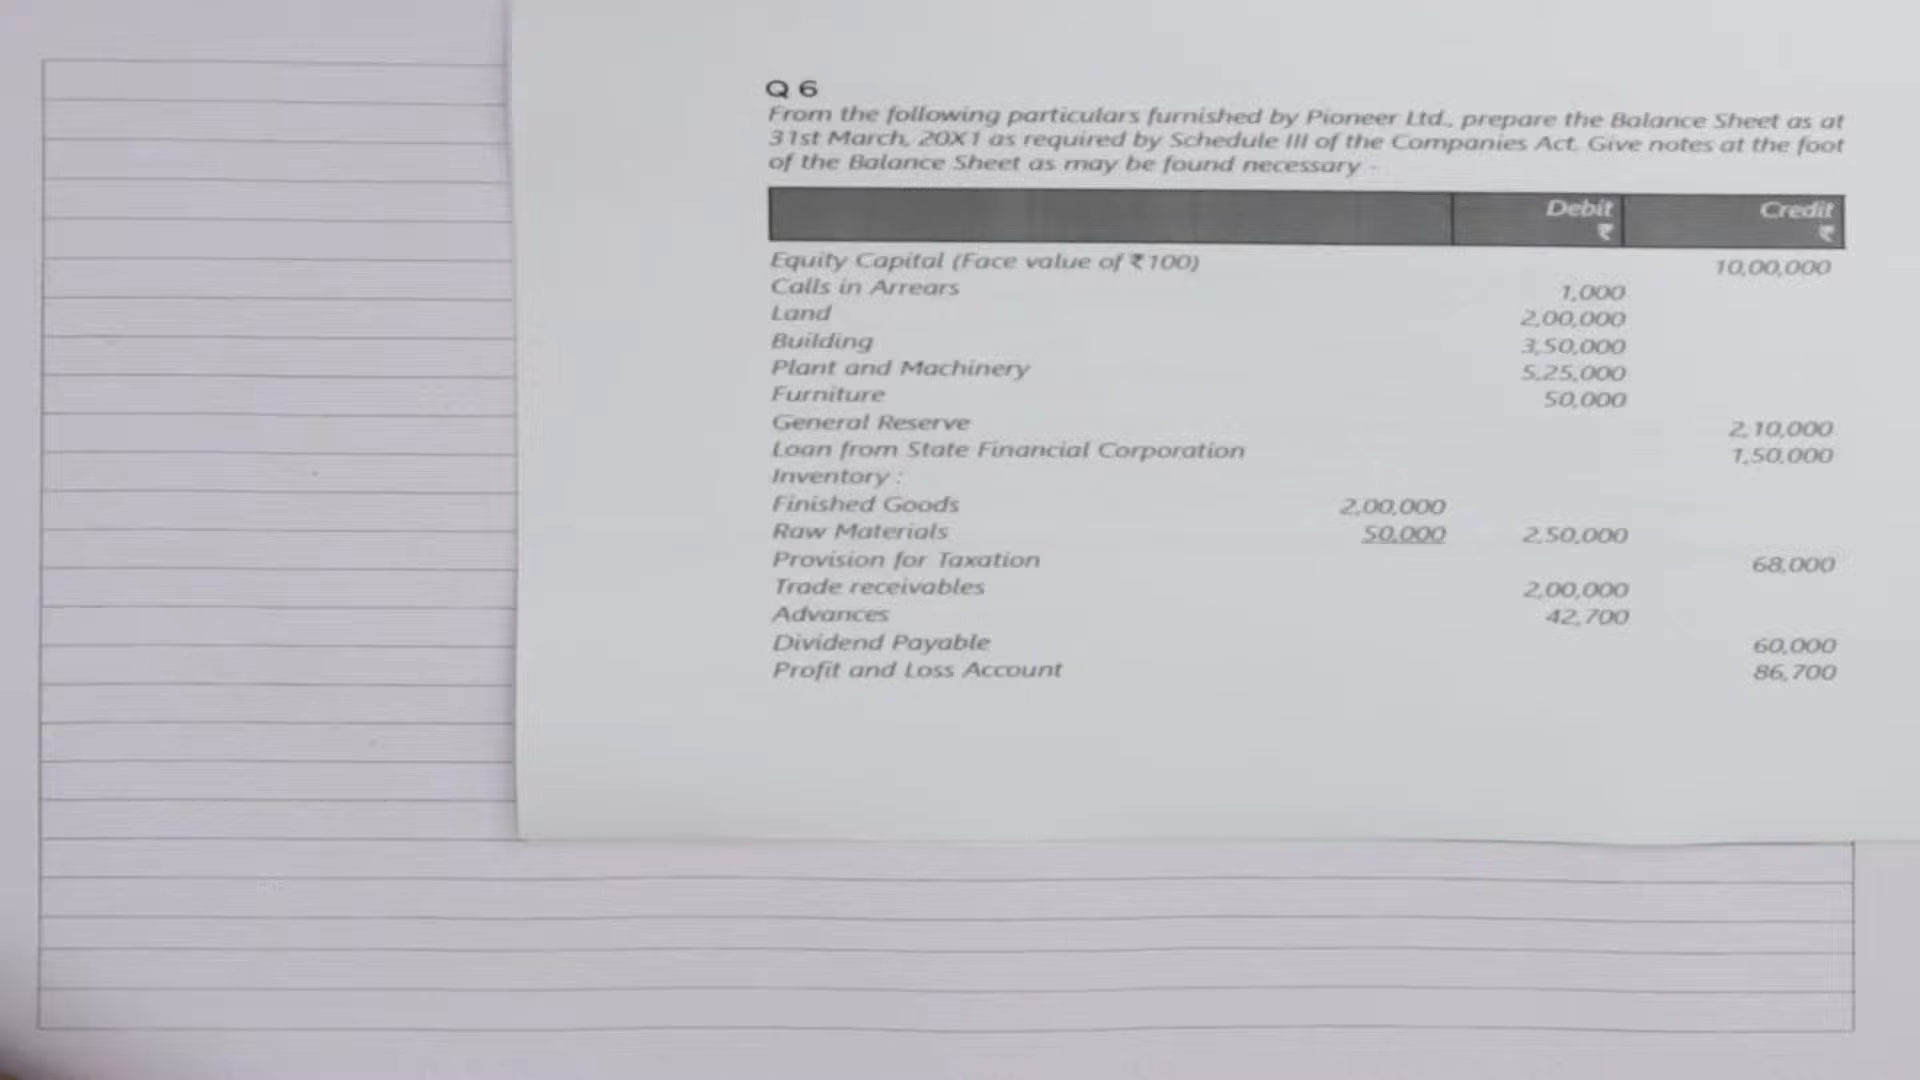 Q 6
From the following particulars furnished by Pioneer Ltd., prepare the Balance Sheet as at
31st March, 20X1 as required by Schedule III of the Companies Act. Give notes at the foot
of the Balance Sheet as may be found necessary -
Debit Credit
₹ ₹
Equity Capital (Face value of ₹100) 10,00,000
Calls in Arrears 1,000
Land 2,00,000
Building 3,50,000
Plant and Machinery 5,25,000
Furniture 50,000
General Reserve 2,10,000
Loan from State Financial Corporation 1,50,000
Inventory :
Finished Goods 2,00,000
Raw Materials 50,000 2,50,000
Provision for Taxation 68,000
Trade receivables 2,00,000
Advances 42,700
Dividend Payable 60,000
Profit and Loss Account 86,700